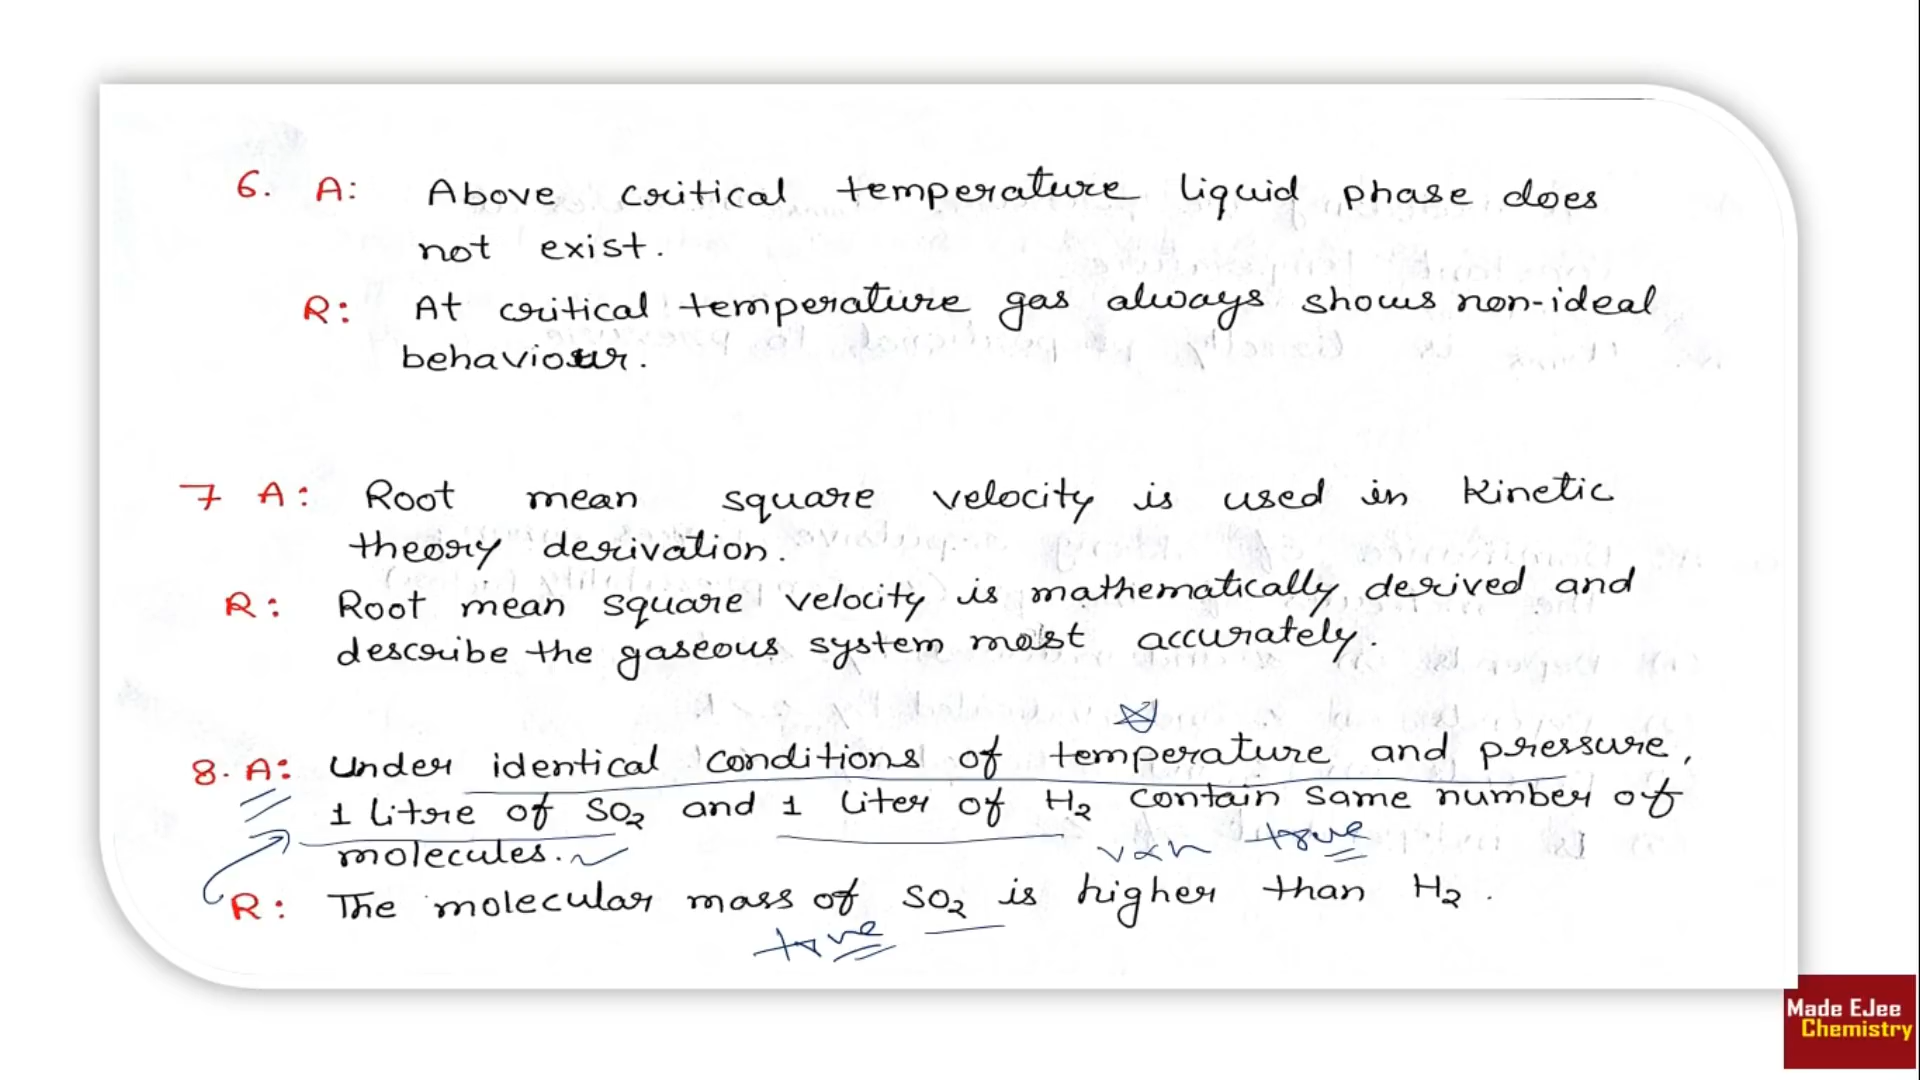 6. A: Above critical temperature liquid phase does
not exist.
R: At critical temperature gas always shows non-ideal
behaviour.
7 A: Root mean square velocity is used in Kinetic
theory derivation.
R: Root mean square velocity is mathematically derived and
describe the gaseous system most accurately.
8. A: Under identical conditions of temperature and pressure,
1 litre of SO2 and 1 liter of H2 contain same number of
molecules. V∝n true
R: The molecular mass of SO2 is higher than H2.
true
Made EJee
Chemistry